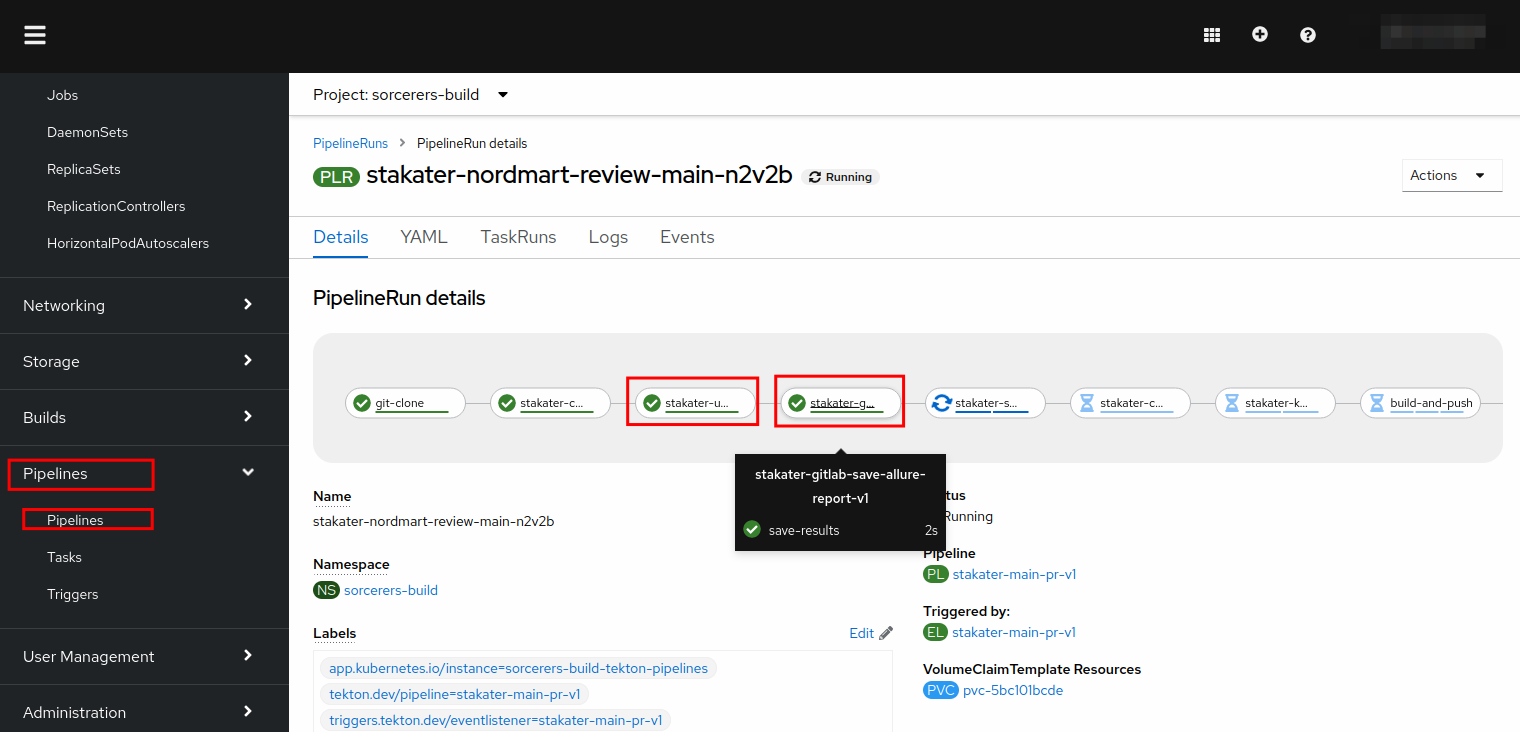 Jobs
DaemonSets
ReplicaSets
ReplicationControllers
HorizontalPodAutoscalers
Networking
Storage
Builds
Pipelines
Pipelines
Tasks
Triggers
User Management
Administration
Project: sorcerers-build
PipelineRuns > PipelineRun details
PLR stakater-nordmart-review-main-n2v2b Running
Actions
Details YAML TaskRuns Logs Events
PipelineRun details
git-clone stakater-c... stakater-u... stakater-g... stakater-s... stakater-c... stakater-k... build-and-push
stakater-gitlab-save-allure-
report-v1
save-results 2s
Name
stakater-nordmart-review-main-n2v2b
Namespace
NS sorcerers-build
Labels Edit
app.kubernetes.io/instance=sorcerers-build-tekton-pipelines
tekton.dev/pipeline=stakater-main-pr-v1
triggers.tekton.dev/eventlistener=stakater-main-pr-v1
tus
Running
Pipeline
PL stakater-main-pr-v1
Triggered by:
EL stakater-main-pr-v1
VolumeClaimTemplate Resources
PVC pvc-5bc101bcde